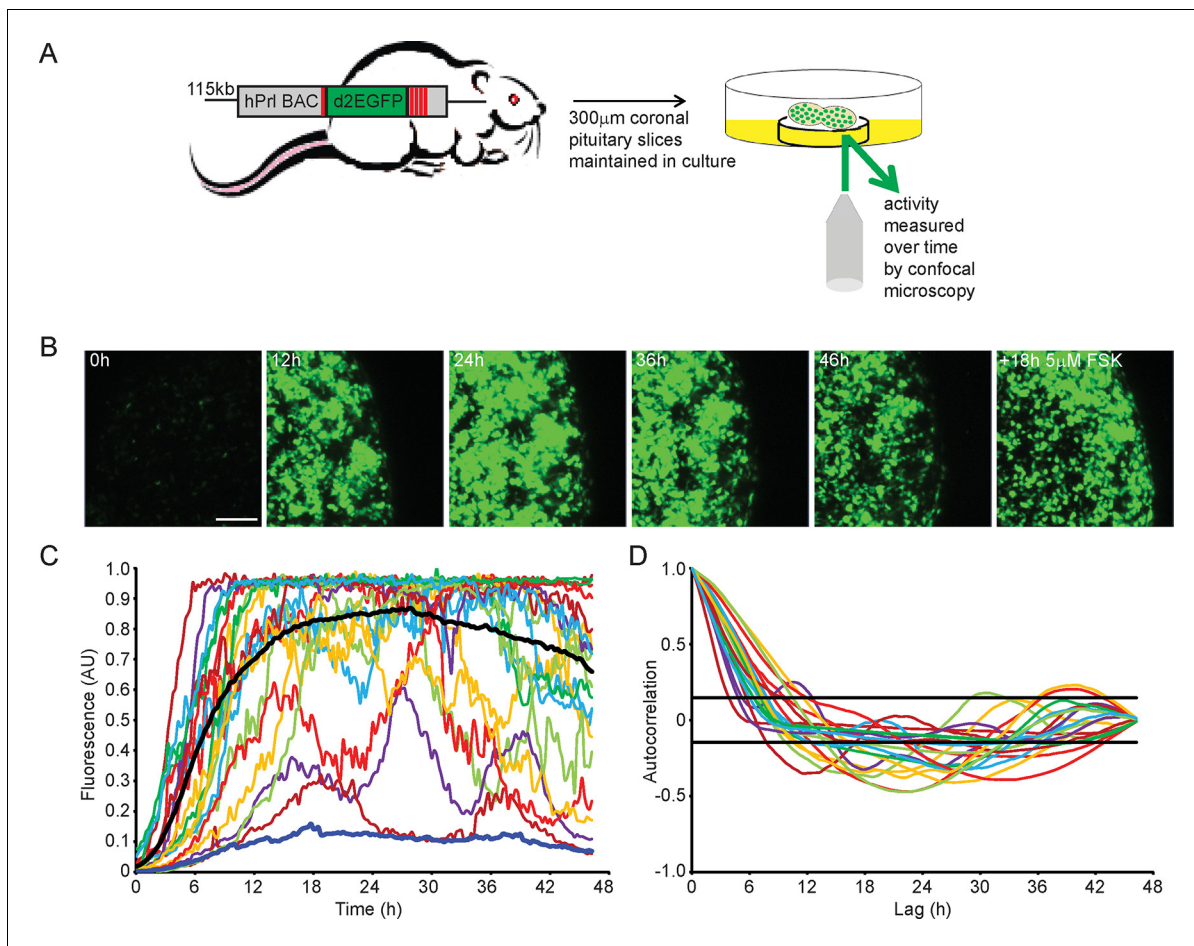 A
115kb
hPrl BAC
d2EGFP
300μm coronal
pituitary slices
maintained in culture
activity
measured
over time
by confocal
microscopy
B
0h
12h
24h
36h
46h
+18h 5μM FSK
C
Fluorescence (AU)
1.0
0.9
0.8
0.7
0.6
0.5
0.4
0.3
0.2
0.1
0
0
6
12
18
24
30
36
42
48
Time (h)
D
Autocorrelation
1.0
0.5
0
-0.5
-1.0
0
6
12
18
24
30
36
42
48
Lag (h)